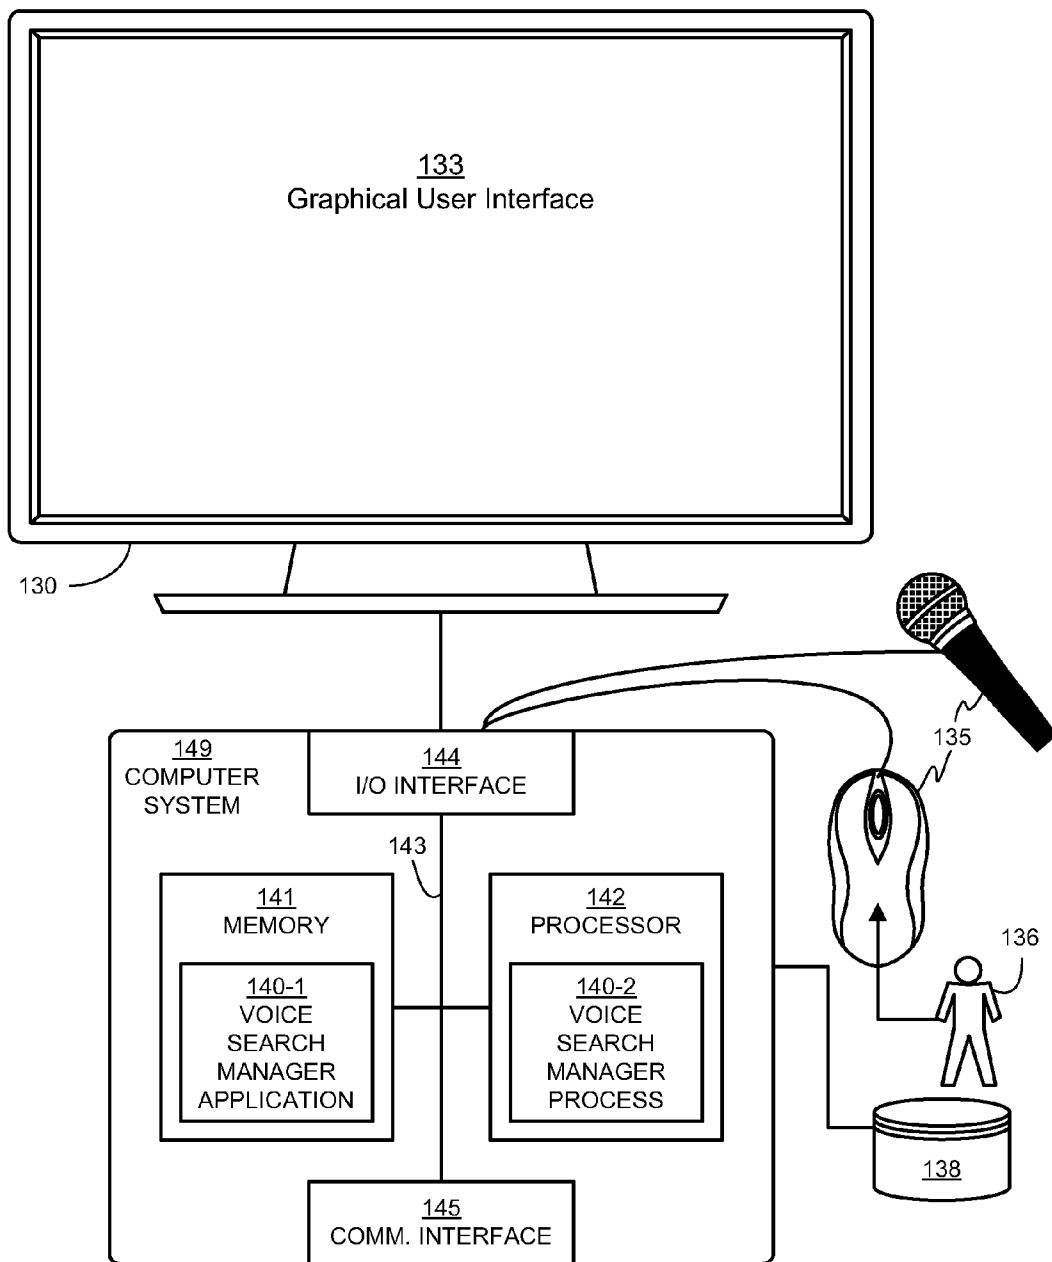 133
Graphical User Interface
130
149
COMPUTER
SYSTEM
144
I/O INTERFACE
135
143
141
MEMORY
142
PROCESSOR
136
140-1
VOICE
SEARCH
MANAGER
APPLICATION
140-2
VOICE
SEARCH
MANAGER
PROCESS
138
145
COMM. INTERFACE